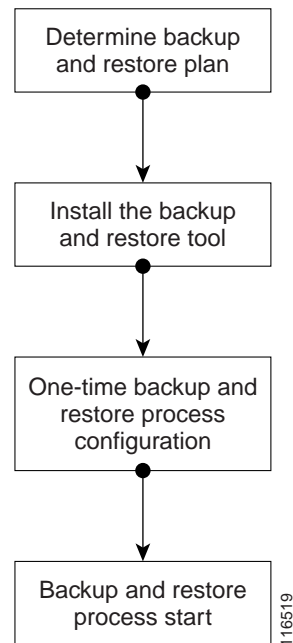 Determine backup
and restore plan
Install the backup
and restore tool
One-time backup and
restore process
configuration
Backup and restore
process start
116519